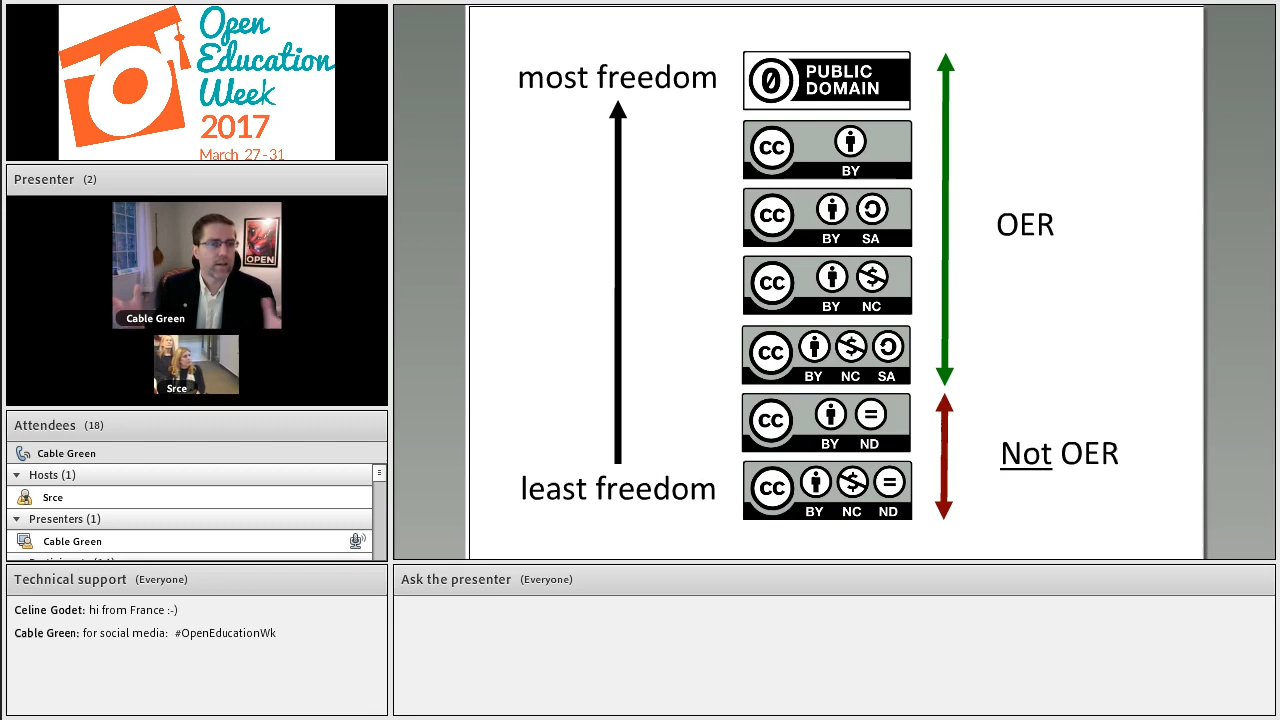 Open
Education
Week
2017
March 27-31
Presenter (2)
OPEN
Cable Green
Srce
Attendees (18)
Cable Green
Hosts (1)
Srce
Presenters (1)
Cable Green
Technical support (Everyone)
Celine Godet: hi from France :-)
Cable Green: for social media: #OpenEducationWk
most freedom
least freedom
0 PUBLIC
DOMAIN
cc
BY
cc
BY SA
cc
BY NC
cc
BY NC SA
cc
BY ND
cc
BY NC ND
OER
Not OER
Ask the presenter (Everyone)